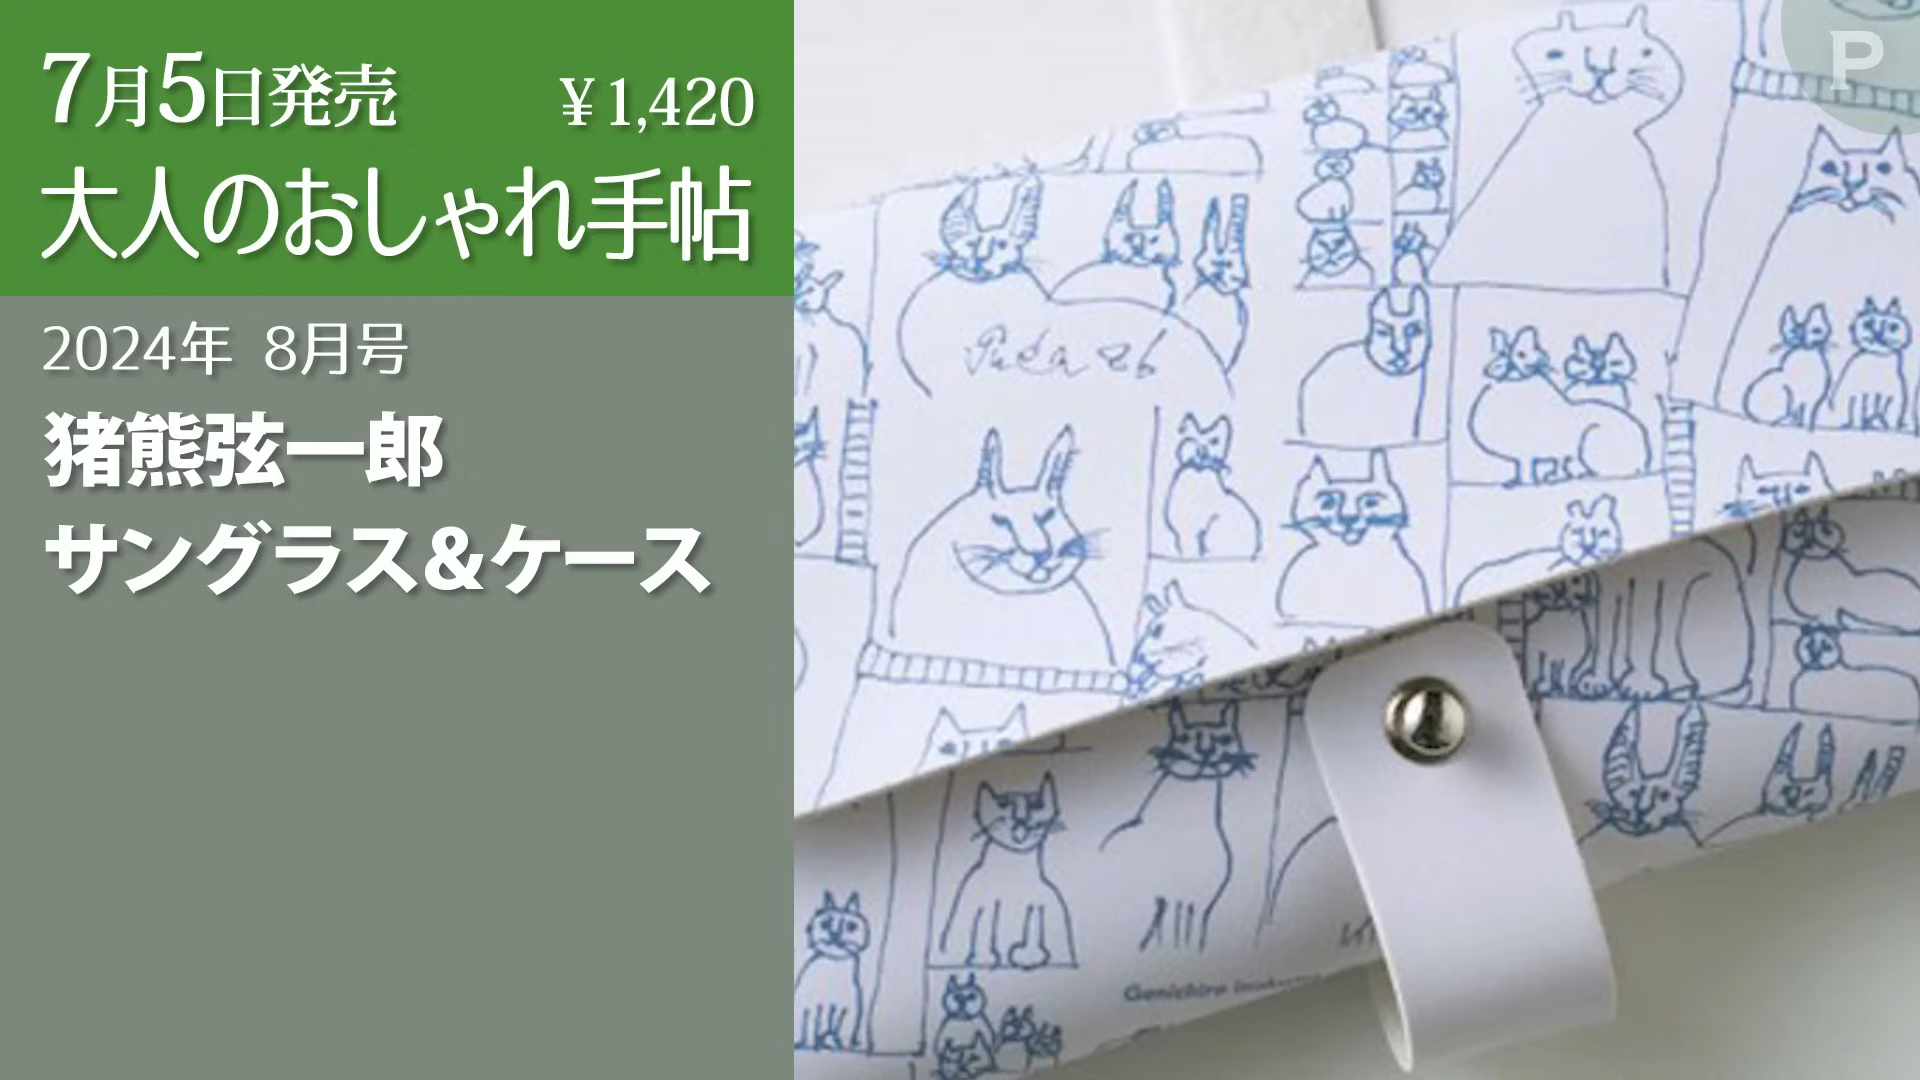 7月5日発売 ¥1,420
大人のおしゃれ手帖
2024年 8月号
猪熊弦一郎
サングラス&ケース
P
Genichiro